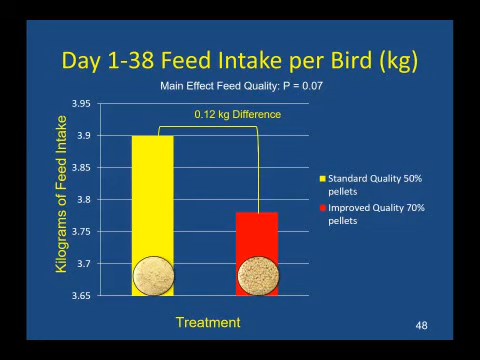 Day 1-38 Feed Intake per Bird (kg)
Main Effect Feed Quality: P = 0.07
Kilograms of Feed Intake
3.95
3.9
3.85
3.8
3.75
3.7
3.65
0.12 kg Difference
Standard Quality 50%
pellets
Improved Quality 70%
pellets
Treatment
48